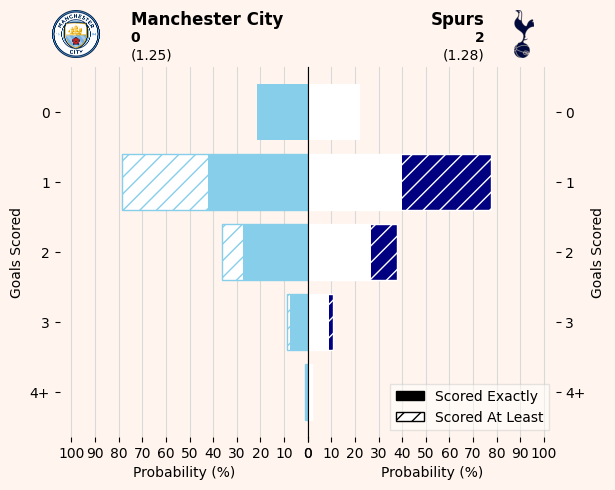 Manchester City
0
(1.25)
Spurs
2
(1.28)
MANCHESTER
CITY
Goals Scored
0
1
2
3
4+
0
1
2
3
4+
Goals Scored
Scored Exactly
Scored At Least
100 90 80 70 60 50 40 30 20 10 0
0 10 20 30 40 50 60 70 80 90 100
Probability (%)
Probability (%)